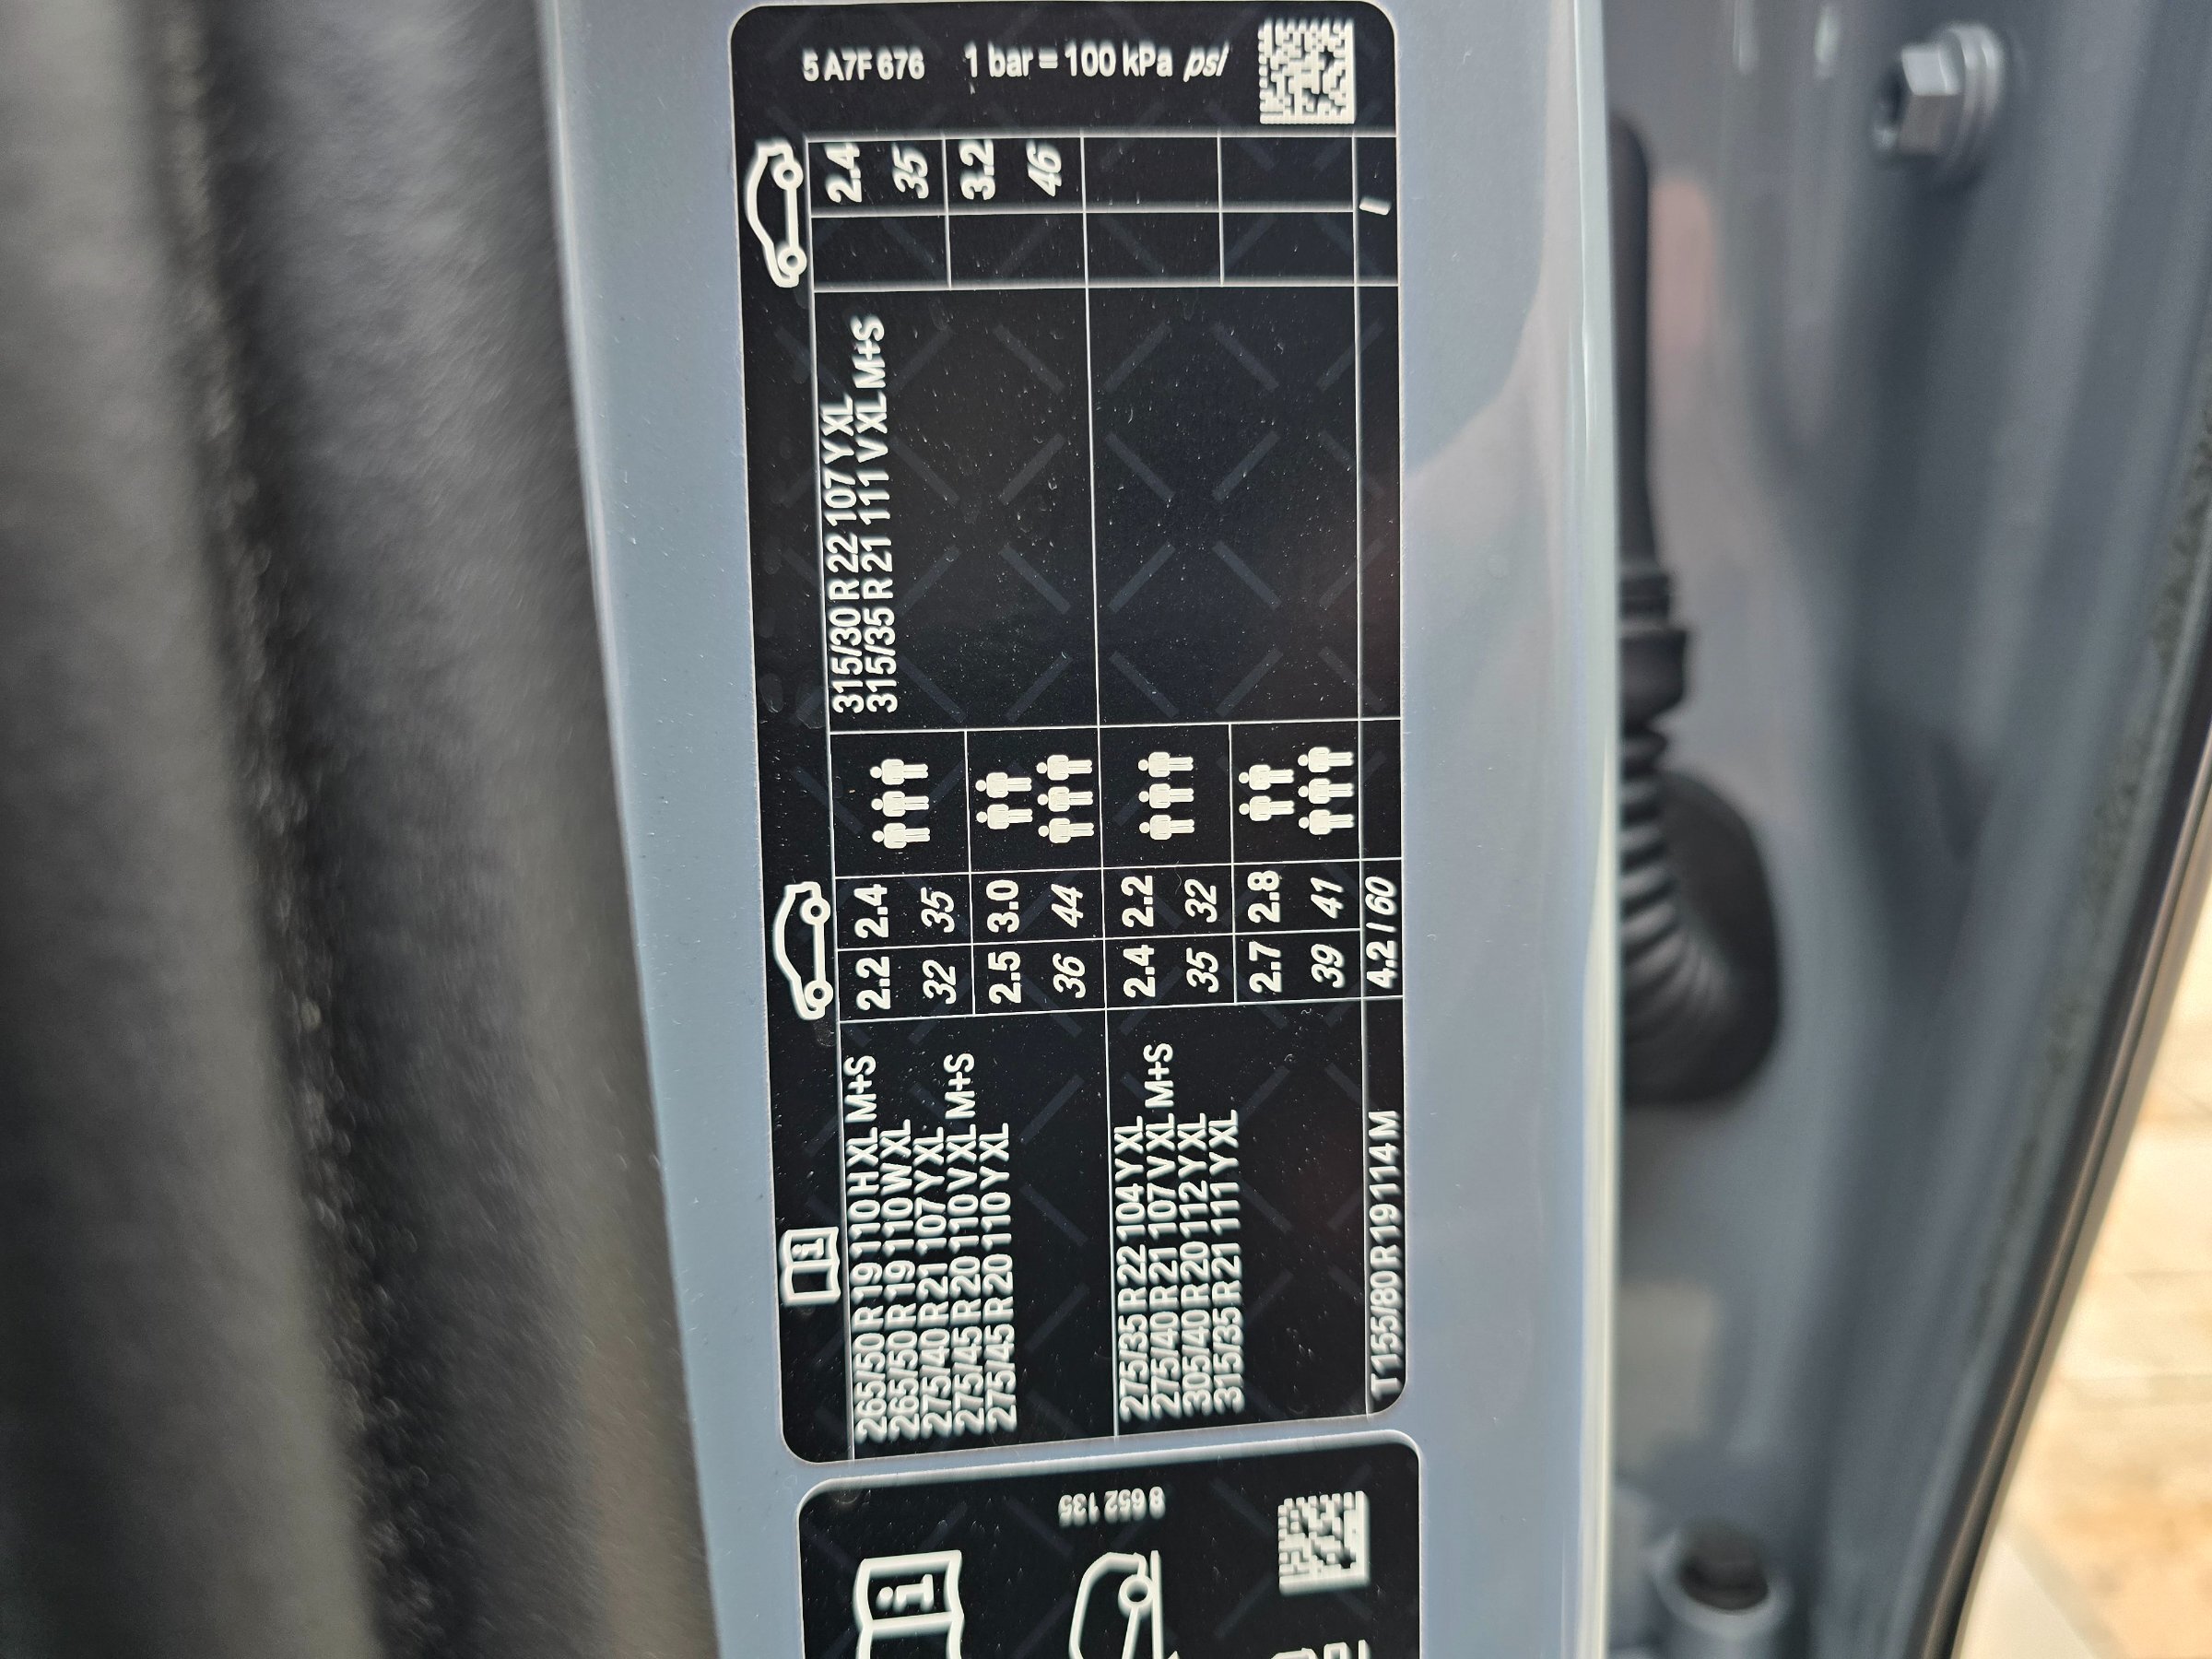 265/50 R 19 110 H XL M+S
265/50 R 19 110 W XL
275/40 R 21 107 Y XL
275/45 R 20 110 V XL M+S
275/45 R 20 110 Y XL
2.2 2.4
32 35
2.5 3.0
36 44
315/30 R 22 107 Y XL
315/35 R 21 111 V XL M+S
2.4
35
3.2
46
275/35 R 22 104 Y XL
275/40 R 21 107 V XL M+S
305/40 R 20 112 Y XL
315/35 R 21 111 Y XL
2.4 2.2
35 32
2.7 2.8
39 41
T 155/80 R 19 114 M
4.2 / 60
/
5 A7F 676 1 bar = 100 kPa psi
8 652 135